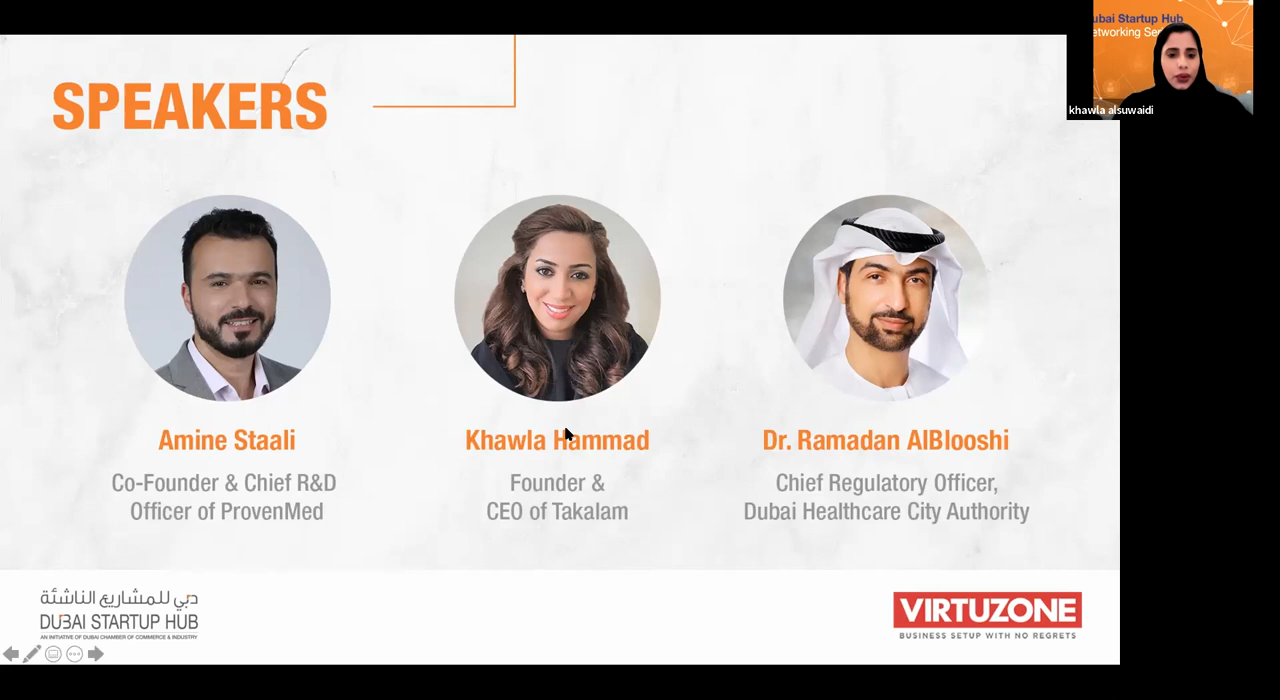 SPEAKERS
ubai Startup Hub
etworking Se
khawla alsuwaidi
Amine Staali
Co-Founder & Chief R&D
Officer of ProvenMed
Khawla Hammad
Founder &
CEO of Takalam
Dr. Ramadan AlBlooshi
Chief Regulatory Officer,
Dubai Healthcare City Authority
دبي للمشاريع الناشئة
DUBAI STARTUP HUB
AN INITIATIVE OF DUBAI CHAMBER OF COMMERCE & INDUSTRY
VIRTUZONE
BUSINESS SETUP WITH NO REGRETS